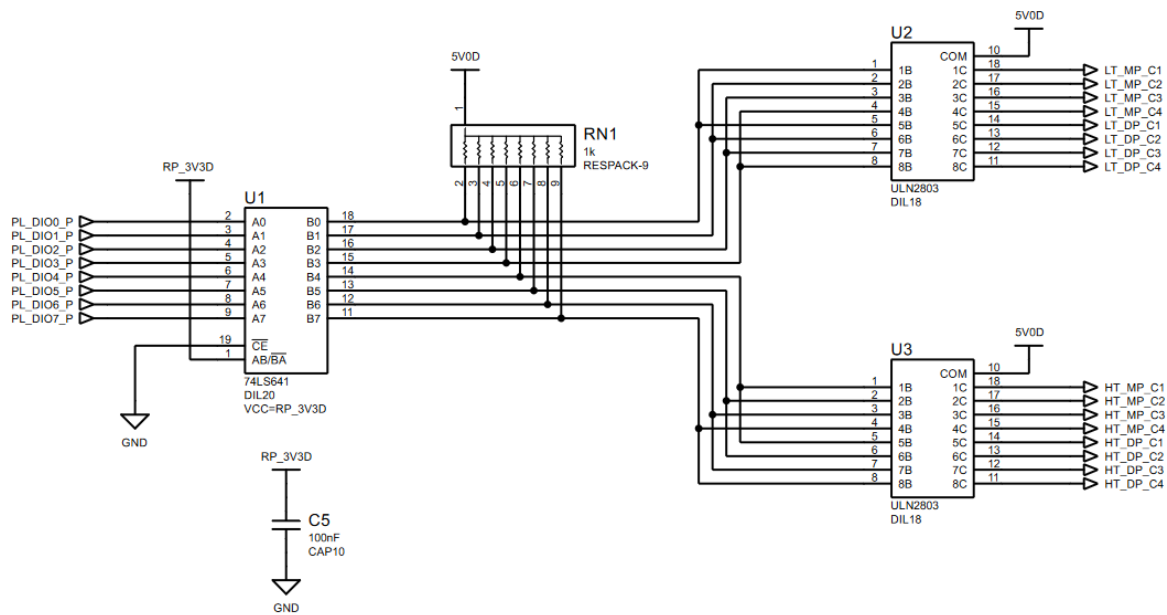 5V0D
1
RN1
1k
RESPACK-9
2 3 4 5 6 7 8 9
RP_3V3D
U1
PL_DIO0_P 2 A0 B0 18
PL_DIO1_P 3 A1 B1 17
PL_DIO2_P 4 A2 B2 16
PL_DIO3_P 5 A3 B3 15
PL_DIO4_P 6 A4 B4 14
PL_DIO5_P 7 A5 B5 13
PL_DIO6_P 8 A6 B6 12
PL_DIO7_P 9 A7 B7 11
19 CE
1 AB/BA
74LS641
DIL20
VCC=RP_3V3D
GND
RP_3V3D
C5
100nF
CAP10
GND
5V0D
U2
COM 10
1 1B 1C 18 LT_MP_C1
2 2B 2C 17 LT_MP_C2
3 3B 3C 16 LT_MP_C3
4 4B 4C 15 LT_MP_C4
5 5B 5C 14 LT_DP_C1
6 6B 6C 13 LT_DP_C2
7 7B 7C 12 LT_DP_C3
8 8B 8C 11 LT_DP_C4
ULN2803
DIL18
5V0D
U3
COM 10
1 1B 1C 18 HT_MP_C1
2 2B 2C 17 HT_MP_C2
3 3B 3C 16 HT_MP_C3
4 4B 4C 15 HT_MP_C4
5 5B 5C 14 HT_DP_C1
6 6B 6C 13 HT_DP_C2
7 7B 7C 12 HT_DP_C3
8 8B 8C 11 HT_DP_C4
ULN2803
DIL18